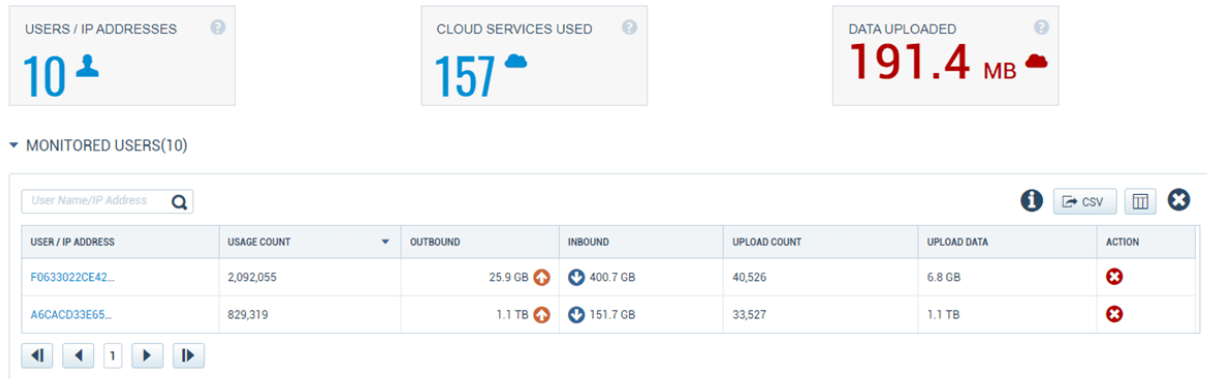 USERS / IP ADDRESSES ?
10
CLOUD SERVICES USED ?
157
DATA UPLOADED ?
191.4 MB
MONITORED USERS(10)
User Name/IP Address
i CSV
USER / IP ADDRESS USAGE COUNT OUTBOUND INBOUND UPLOAD COUNT UPLOAD DATA ACTION
F0633022CE42... 2,092,055 25.9 GB 400.7 GB 40,526 6.8 GB
A6CACD33E65... 829,319 1.1 TB 151.7 GB 33,527 1.1 TB
1